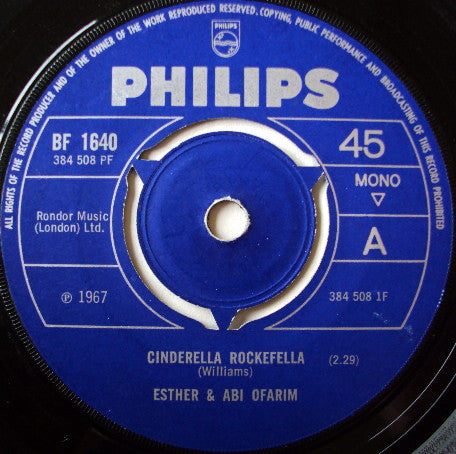 ALL RIGHTS OF THE RECORD PRODUCER AND OF THE OWNER OF THE WORK REPRODUCED RESERVED. COPYING, PUBLIC PERFORMANCE AND BROADCASTING OF THIS RECORD PROHIBITED
PHILIPS
PHILIPS
BF 1640
384 508 PF
45
MONO
A
Rondor Music
(London) Ltd.
℗ 1967
384 508 1F
CINDERELLA ROCKEFELLA (2.29)
(Williams)
ESTHER & ABI OFARIM